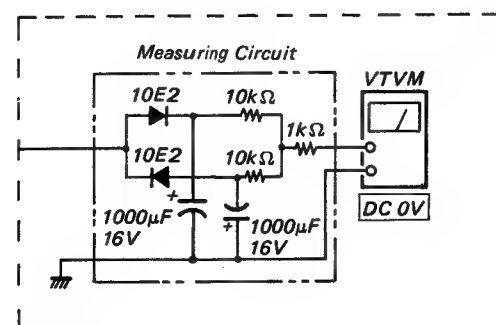 Measuring Circuit
VTVM
10E2
10kΩ
1kΩ
10E2
10kΩ
+
1000μF
16V
+
1000μF
16V
DC 0V